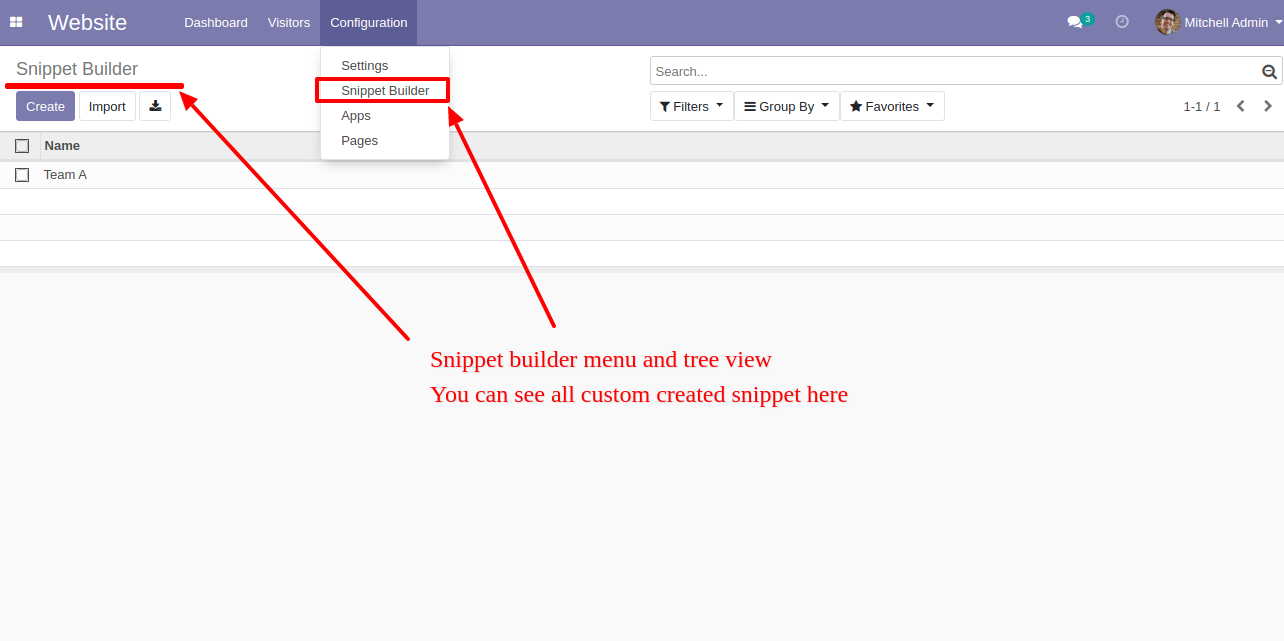 Website Dashboard Visitors Configuration 3 Mitchell Admin
Snippet Builder
Settings
Snippet Builder
Apps
Pages
Search...
Create Import
Filters Group By Favorites 1-1 / 1
Name
Team A
Snippet builder menu and tree view
You can see all custom created snippet here